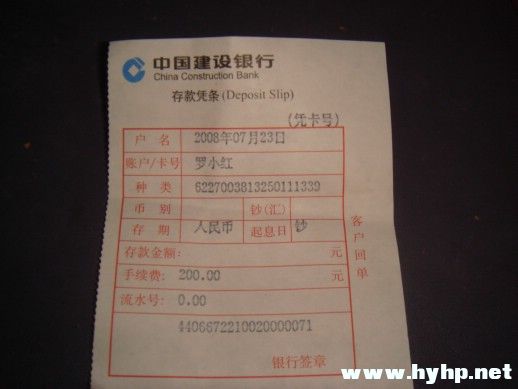 中国建设银行
China Construction Bank
存款凭条(Deposit Slip)
(凭卡号)
户 名 2008年07月23日
账户/卡号 罗小红
种 类 6227003813250111339
币 别 钞(汇)
存 期 人民币 起息日 钞
存款金额: 元
手续费: 200.00 元
流水号: 0.00
4406672210020000071
银行签章
客户回单
www.hyhp.net